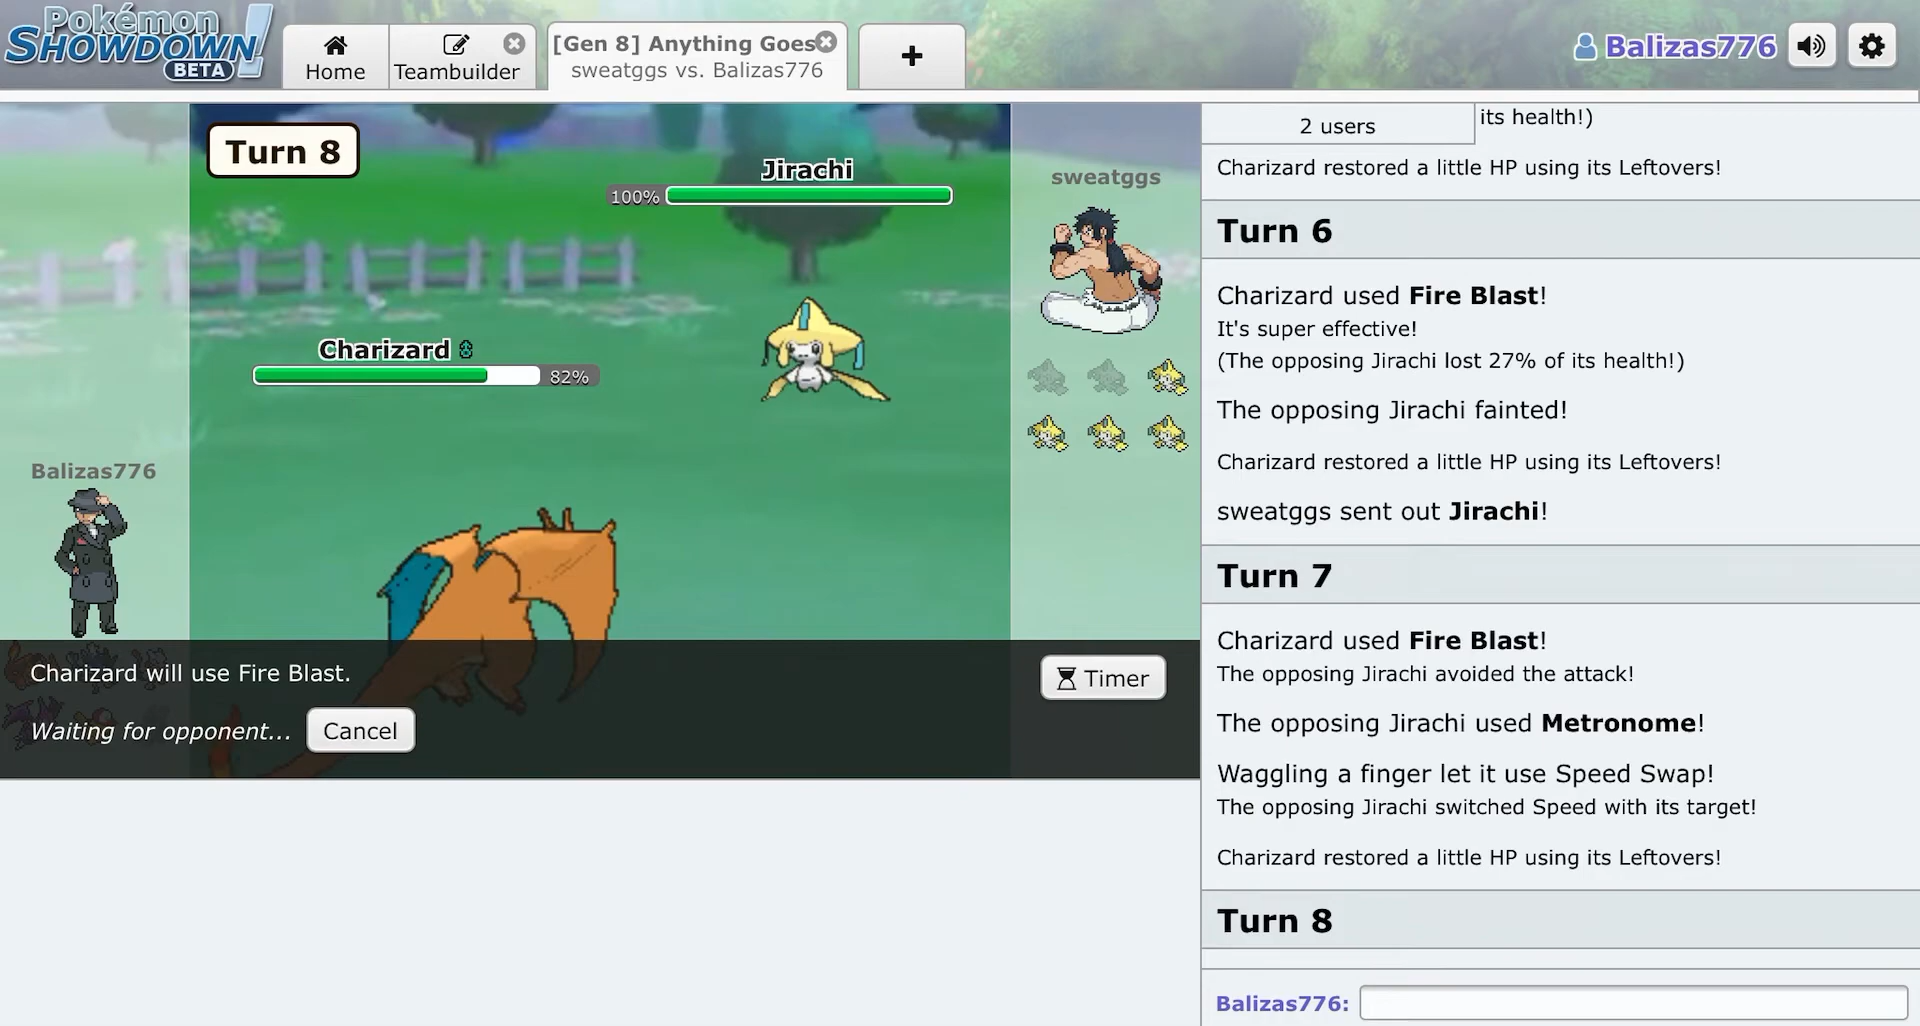 Pokémon
SHOWDOWN!
BETA
Home
Teambuilder
[Gen 8] Anything Goes
sweatggs vs. Balizas776
Balizas776
Turn 8
Jirachi
100%
sweatggs
Charizard
82%
Balizas776
Charizard will use Fire Blast.
Timer
Waiting for opponent...
Cancel
2 users
its health!)
Charizard restored a little HP using its Leftovers!
Turn 6
Charizard used Fire Blast!
It's super effective!
(The opposing Jirachi lost 27% of its health!)
The opposing Jirachi fainted!
Charizard restored a little HP using its Leftovers!
sweatggs sent out Jirachi!
Turn 7
Charizard used Fire Blast!
The opposing Jirachi avoided the attack!
The opposing Jirachi used Metronome!
Waggling a finger let it use Speed Swap!
The opposing Jirachi switched Speed with its target!
Charizard restored a little HP using its Leftovers!
Turn 8
Balizas776: